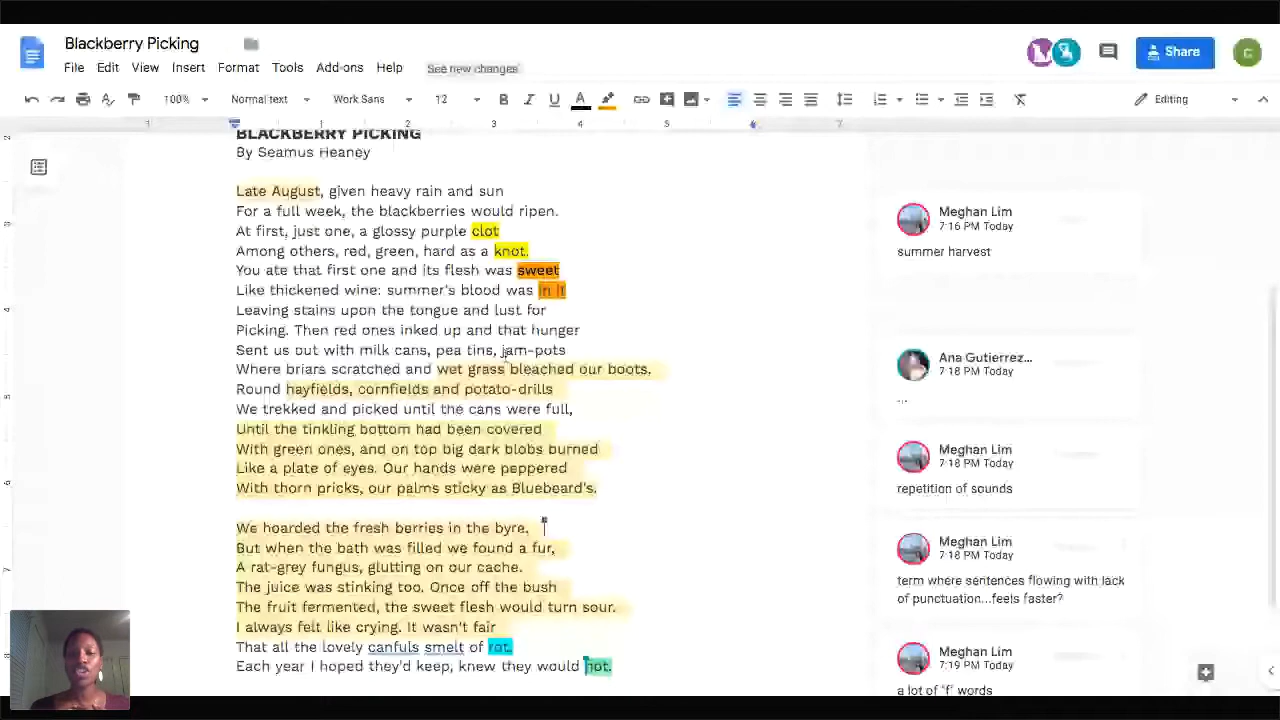 Blackberry Picking
File Edit View Insert Format Tools Add-ons Help See new changes
Share
G
100% Normal text Work Sans 12 B I U A Editing
1 1 2 3 4 5 6 7
BLACKBERRY PICKING
By Seamus Heaney
Late August, given heavy rain and sun
For a full week, the blackberries would ripen.
At first, just one, a glossy purple clot
Among others, red, green, hard as a knot.
You ate that first one and its flesh was sweet
Like thickened wine: summer's blood was in it
Leaving stains upon the tongue and lust for
Picking. Then red ones inked up and that hunger
Sent us out with milk cans, pea tins, jam-pots
Where briars scratched and wet grass bleached our boots.
Round hayfields, cornfields and potato-drills
We trekked and picked until the cans were full,
Until the tinkling bottom had been covered
With green ones, and on top big dark blobs burned
Like a plate of eyes. Our hands were peppered
With thorn pricks, our palms sticky as Bluebeard's.
We hoarded the fresh berries in the byre.
But when the bath was filled we found a fur,
A rat-grey fungus, glutting on our cache.
The juice was stinking too. Once off the bush
The fruit fermented, the sweet flesh would turn sour.
I always felt like crying. It wasn't fair
That all the lovely canfuls smelt of rot.
Each year I hoped they'd keep, knew they would not.
Meghan Lim
7:16 PM Today
summer harvest
Ana Gutierrez...
7:18 PM Today
...
Meghan Lim
7:18 PM Today
repetition of sounds
Meghan Lim
7:18 PM Today
term where sentences flowing with lack
of punctuation...feels faster?
Meghan Lim
7:19 PM Today
a lot of "f" words